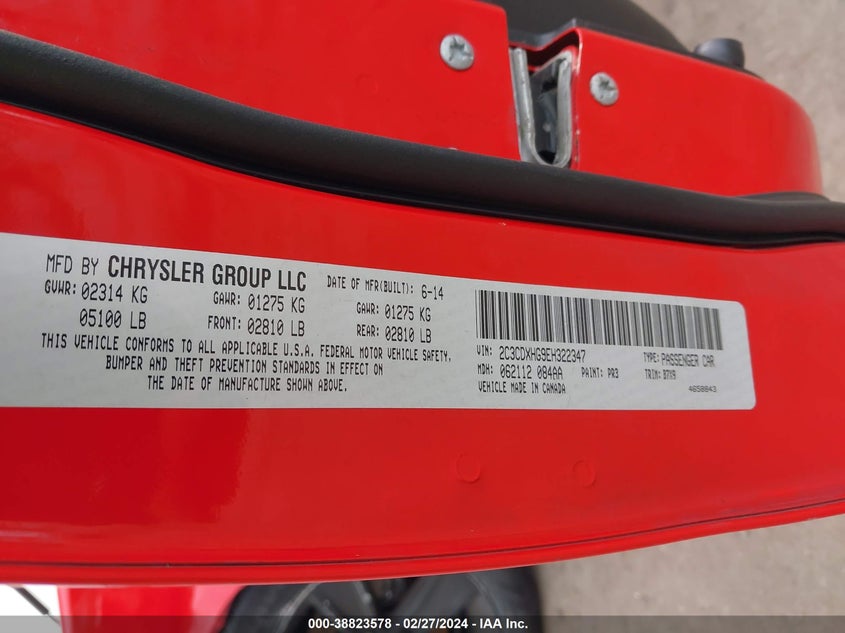 MFD BY CHRYSLER GROUP LLC DATE OF MFR(BUILT): 6-14
GVWR: 02314 KG GAWR: 01275 KG GAWR: 01275 KG
05100 LB FRONT: 02810 LB REAR: 02810 LB
THIS VEHICLE CONFORMS TO ALL APPLICABLE U.S.A. FEDERAL MOTOR VEHICLE SAFETY,
BUMPER AND THEFT PREVENTION STANDARDS IN EFFECT ON
THE DATE OF MANUFACTURE SHOWN ABOVE.
VIN: 2C3CDXHG9EH322347 TYPE: PASSENGER CAR
MDH: 062112 084AA PAINT: PR3 TRIM: B7X9
VEHICLE MADE IN CANADA 4658843
000-38823578 - 02/27/2024 - IAA Inc.